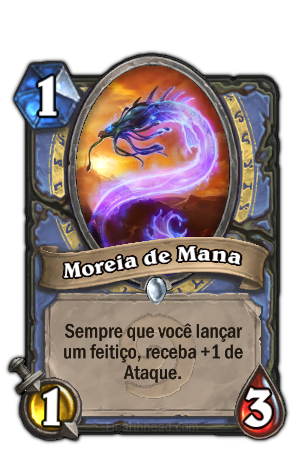 1
Moreia de Mana
Sempre que você lançar
um feitiço, receba +1 de
Ataque.
1
3